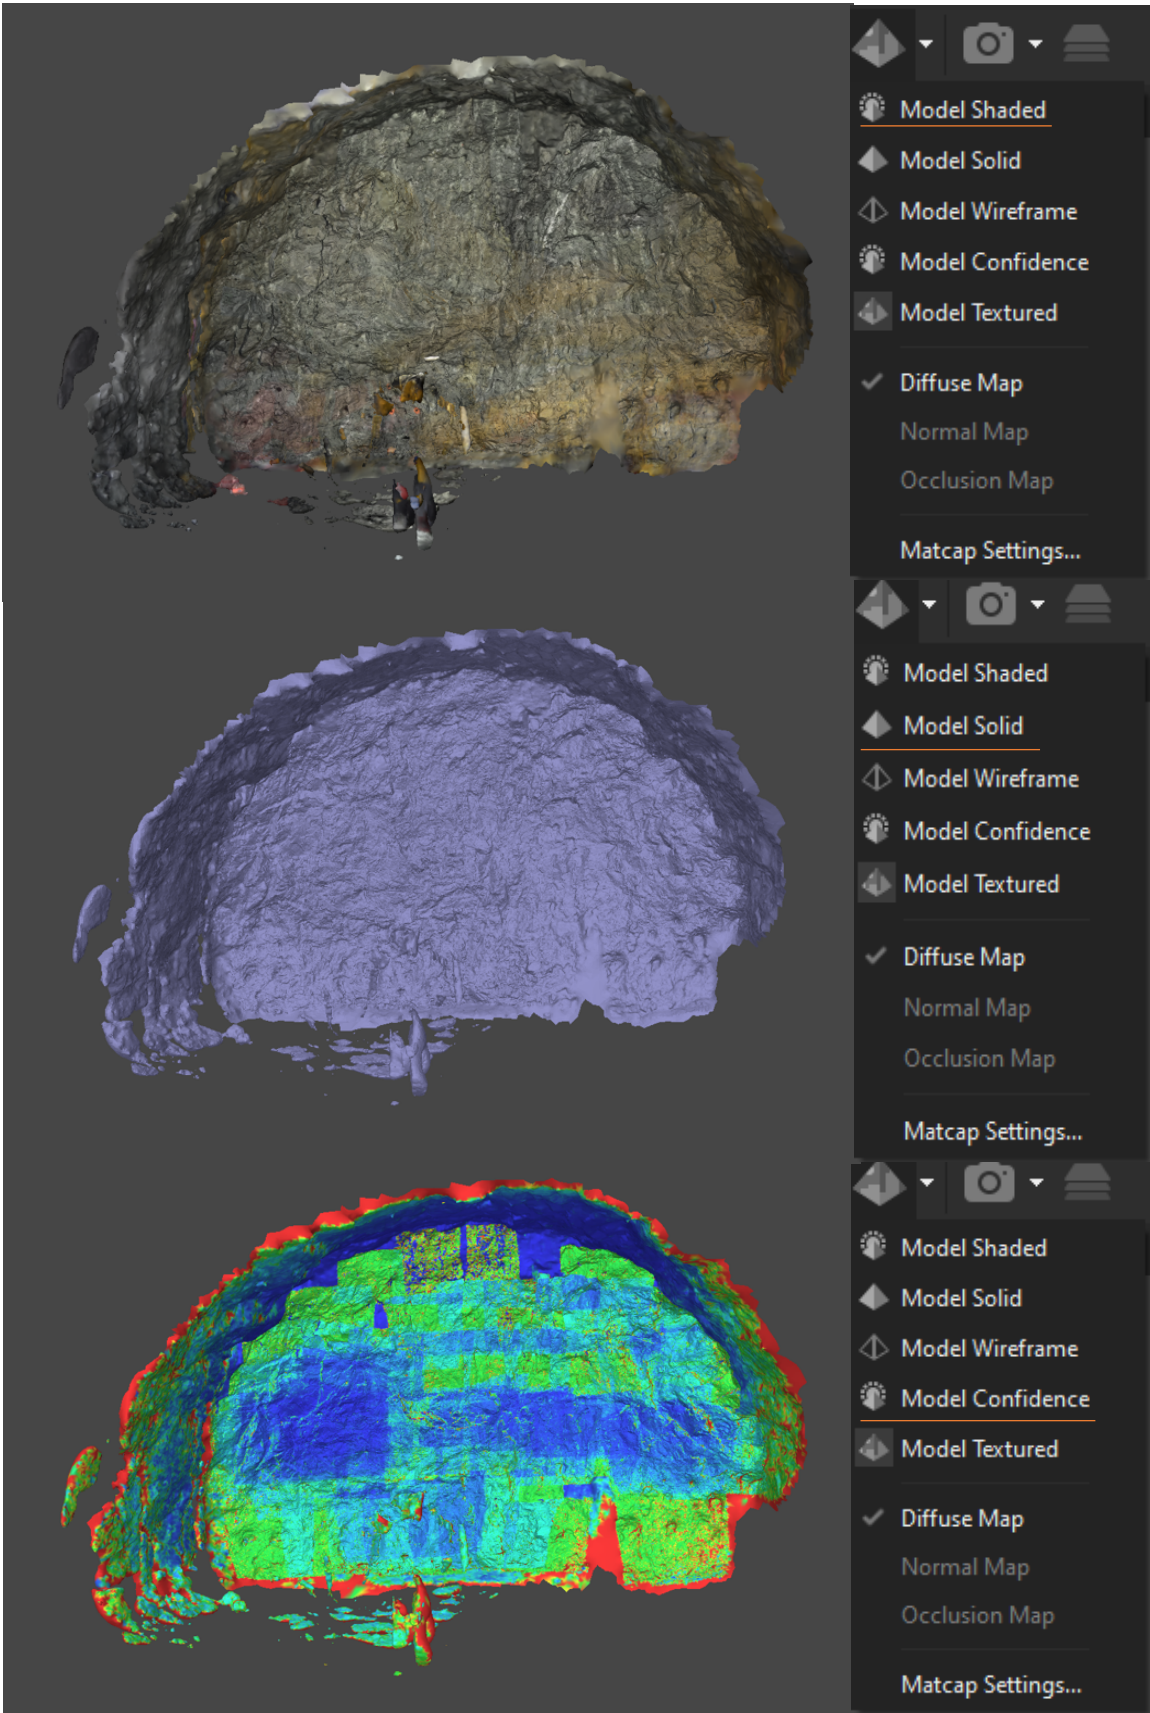 Model Shaded
Model Solid
Model Wireframe
Model Confidence
Model Textured
Diffuse Map
Normal Map
Occlusion Map
Matcap Settings...
Model Shaded
Model Solid
Model Wireframe
Model Confidence
Model Textured
Diffuse Map
Normal Map
Occlusion Map
Matcap Settings...
Model Shaded
Model Solid
Model Wireframe
Model Confidence
Model Textured
Diffuse Map
Normal Map
Occlusion Map
Matcap Settings...